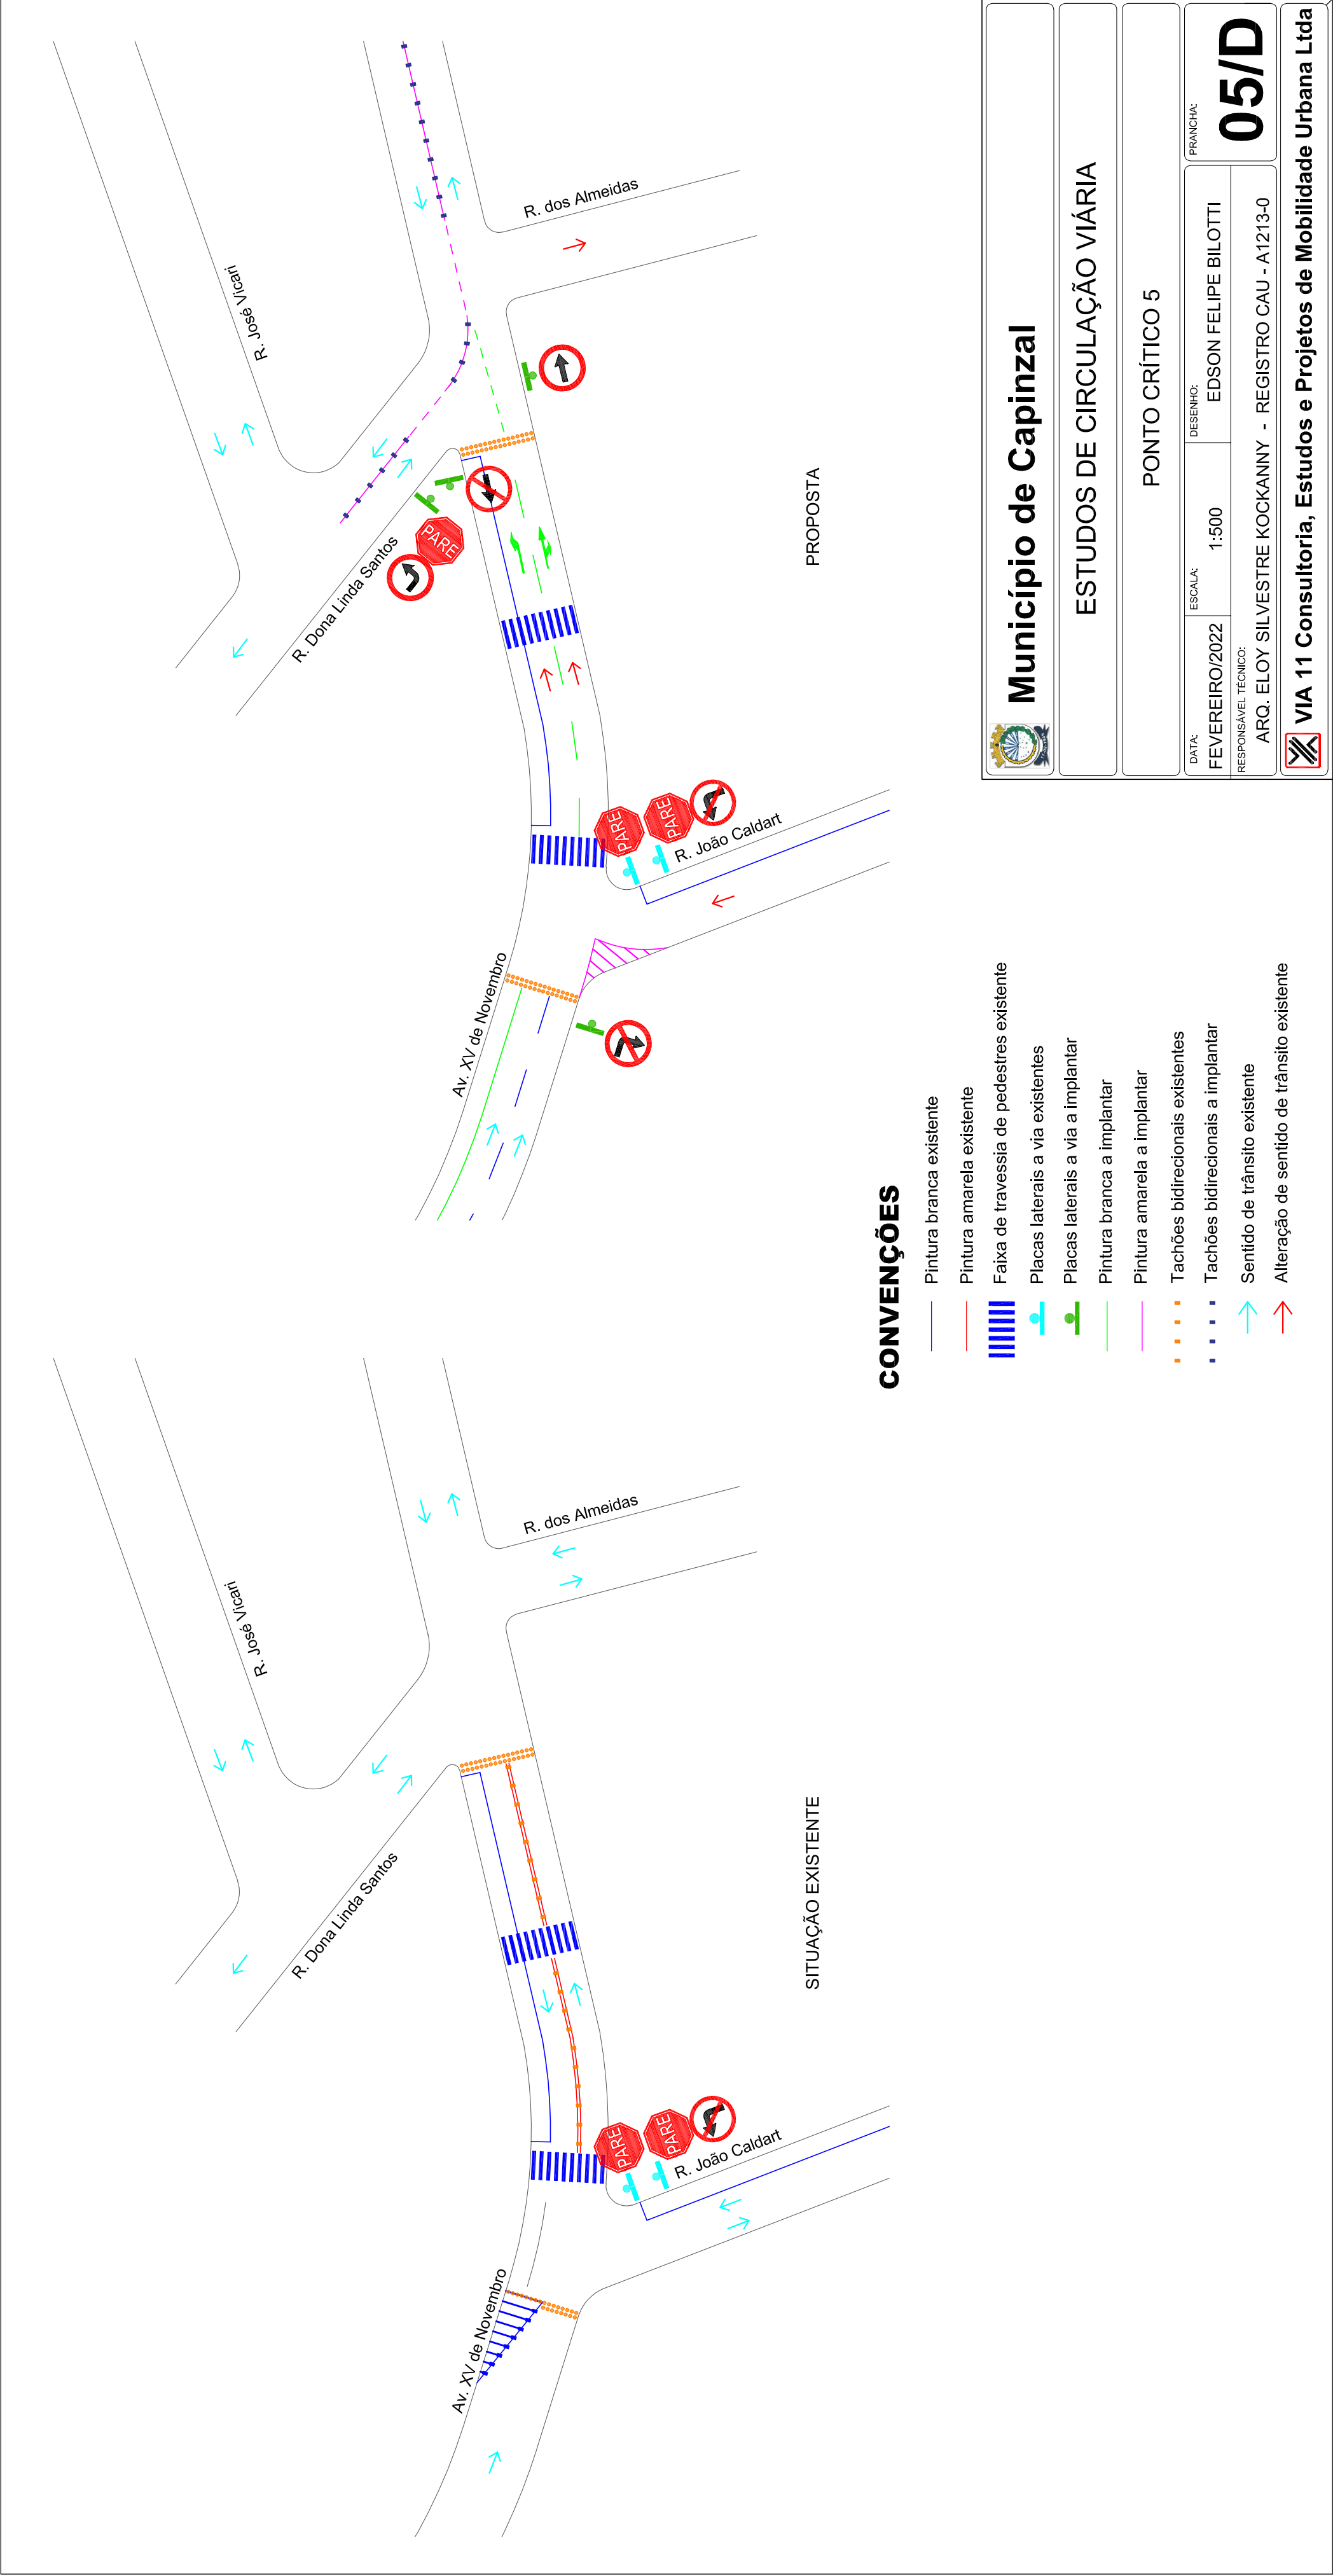 R. José Vicari
R. Dona Linda Santos
R. dos Almeidas
Av. XV de Novembro
PARE
PARE
R. João Caldart
SITUAÇÃO EXISTENTE
R. José Vicari
R. Dona Linda Santos
PARE
R. dos Almeidas
Av. XV de Novembro
PARE
PARE
R. João Caldart
PROPOSTA
CONVENÇÕES
Pintura branca existente
Pintura amarela existente
Faixa de travessia de pedestres existente
Placas laterais a via existentes
Placas laterais a via a implantar
Pintura branca a implantar
Pintura amarela a implantar
Tachões bidirecionais existentes
Tachões bidirecionais a implantar
Sentido de trânsito existente
Alteração de sentido de trânsito existente
Município de Capinzal
ESTUDOS DE CIRCULAÇÃO VIÁRIA
PONTO CRÍTICO 5
DATA:
FEVEREIRO/2022
ESCALA:
1:500
DESENHO:
EDSON FELIPE BILOTTI
PRANCHA:
05/D
RESPONSÁVEL TÉCNICO:
ARQ. ELOY SILVESTRE KOCKANNY - REGISTRO CAU - A1213-0
VIA 11 Consultoria, Estudos e Projetos de Mobilidade Urbana Ltda